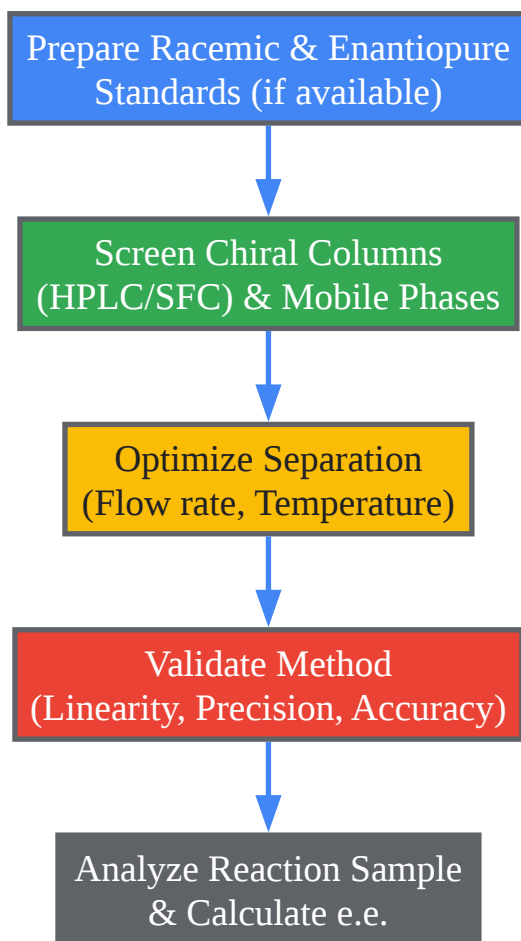 Prepare Racemic & Enantiopure
Standards (if available)
Screen Chiral Columns
(HPLC/SFC) & Mobile Phases
Optimize Separation
(Flow rate, Temperature)
Validate Method
(Linearity, Precision, Accuracy)
Analyze Reaction Sample
& Calculate e.e.